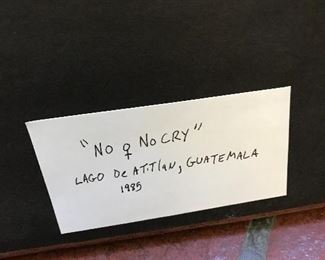 "NO ♀ NO CRY"
LAGO De ATiTlaN, GUATEMALA
1985